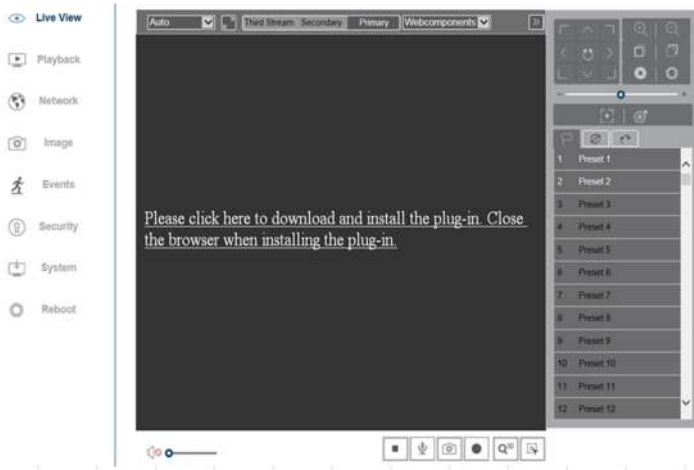 Live View
Playback
Network
Image
Events
Security
System
Reboot
Auto Third Stream Secondary Primary Webcomponents
Please click here to download and install the plug-in. Close
the browser when installing the plug-in.
1 Preset 1
2 Preset 2
3 Preset 3
4 Preset 4
5 Preset 5
6 Preset 6
7 Preset 7
8 Preset 8
9 Preset 9
10 Preset 10
11 Preset 11
12 Preset 12